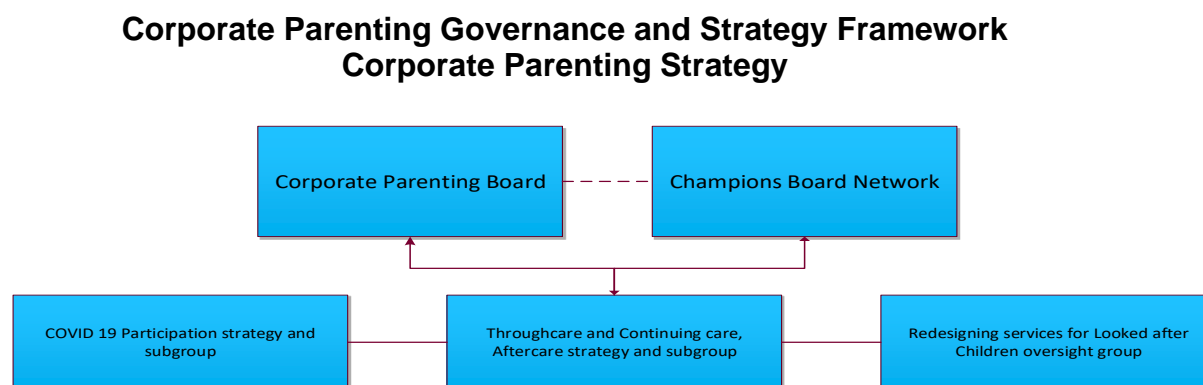 Corporate Parenting Governance and Strategy Framework
Corporate Parenting Strategy
Corporate Parenting Board
Champions Board Network
COVID 19 Participation strategy and
subgroup
Throughcare and Continuing care,
Aftercare strategy and subgroup
Redesigning services for Looked after
Children oversight group